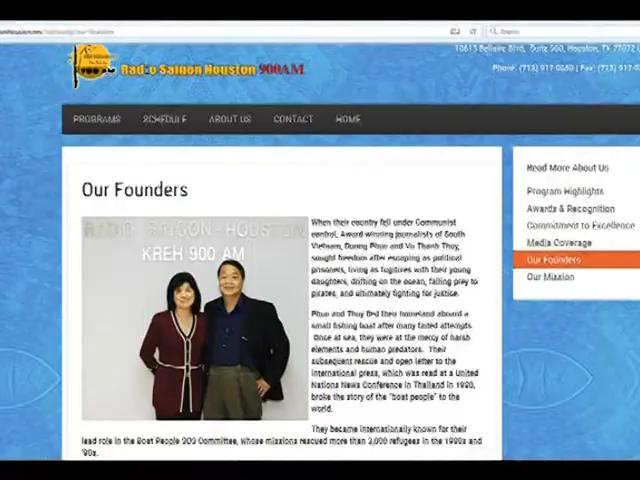 10613 Bellaire Blvd, Suite 900, Houston, TX 77072 U
Radio Saigon Houston 900AM
Phone: (713) 917-0050 | Fax: (713) 917-0
PROGRAMS SCHEDULE ABOUT US CONTACT HOME
Our Founders
RADIO SAIGON HOUSTON
KREH 900 AM
When their country fell under Communist
control, Award winning journalists of South
Vietnam, Duong Phuc and Vu Thanh Thuy,
sought freedom after escaping as political
prisoners, living as fugitives with their young
daughters, drifting on the ocean, falling prey to
pirates, and ultimately fighting for justice.
Phuc and Thuy fled their homeland aboard a
small fishing boat after many failed attempts.
Once at sea, they were at the mercy of harsh
elements and human predators. Their
subsequent rescue and open letter to the
international press, which was read at a United
Nations News Conference in Thailand in 1980,
broke the story of the "boat people" to the
world.
They became internationally known for their
lead role in the Boat People SOS Committee, whose missions rescued more than 3,000 refugees in the 1980s and
'90s.
Read More About Us
Program Highlights
Awards & Recognition
Commitment to Excellence
Media Coverage
Our Founders
Our Mission